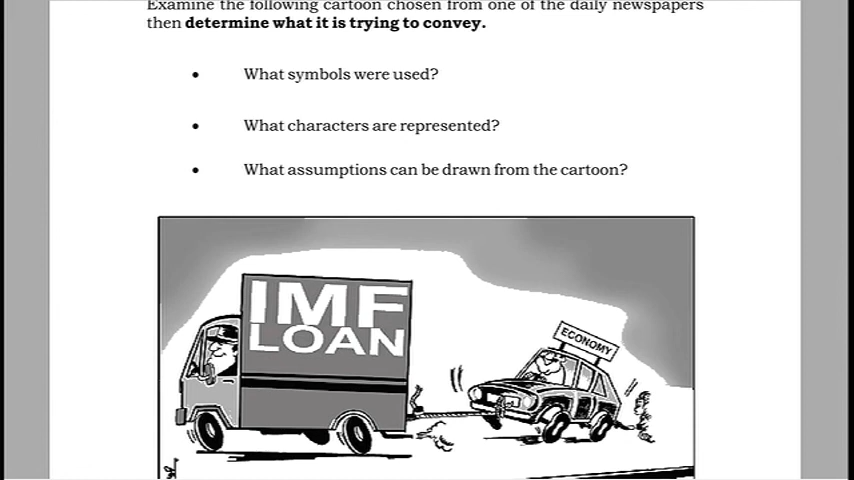 Examine the following cartoon chosen from one of the daily newspapers
then determine what it is trying to convey.
• What symbols were used?
• What characters are represented?
• What assumptions can be drawn from the cartoon?
IMF
LOAN
ECONOMY